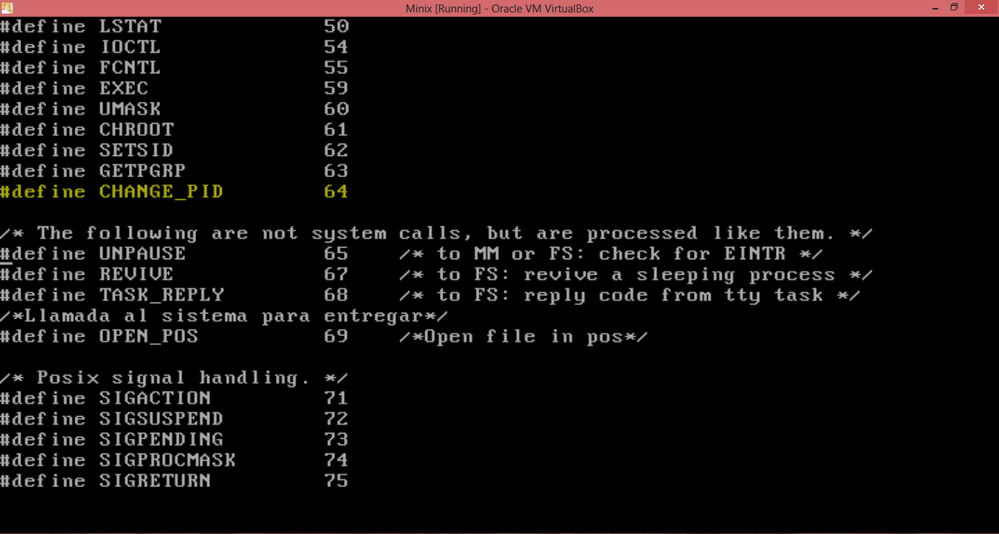 Minix [Running] - Oracle VM VirtualBox
#define LSTAT 50
#define IOCTL 54
#define FCNTL 55
#define EXEC 59
#define UMASK 60
#define CHROOT 61
#define SETSID 62
#define GETPGRP 63
#define CHANGE_PID 64
/* The following are not system calls, but are processed like them. */
#define UNPAUSE 65 /* to MM or FS: check for EINTR */
#define REVIVE 67 /* to FS: revive a sleeping process */
#define TASK_REPLY 68 /* to FS: reply code from tty task */
/*Llamada al sistema para entregar*/
#define OPEN_POS 69 /*Open file in pos*/
/* Posix signal handling. */
#define SIGACTION 71
#define SIGSUSPEND 72
#define SIGPENDING 73
#define SIGPROCMASK 74
#define SIGRETURN 75